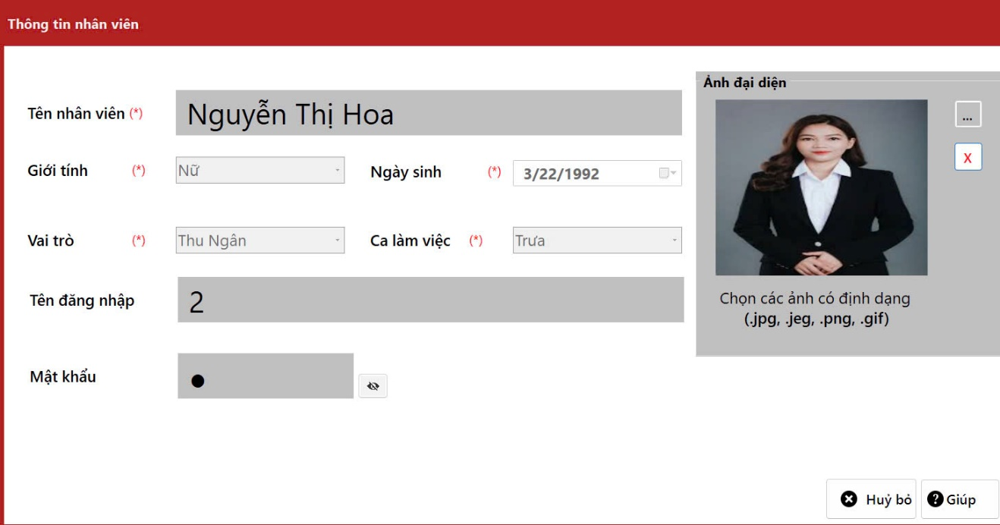 Thông tin nhân viên
Ảnh đại diện
Tên nhân viên (*) Nguyễn Thị Hoa
...
Giới tính (*) Nữ Ngày sinh (*) 3/22/1992
X
Vai trò (*) Thu Ngân Ca làm việc (*) Trưa
Tên đăng nhập 2
Chọn các ảnh có định dạng
(.jpg, .jeg, .png, .gif)
Mật khẩu ●
Huỷ bỏ ? Giúp